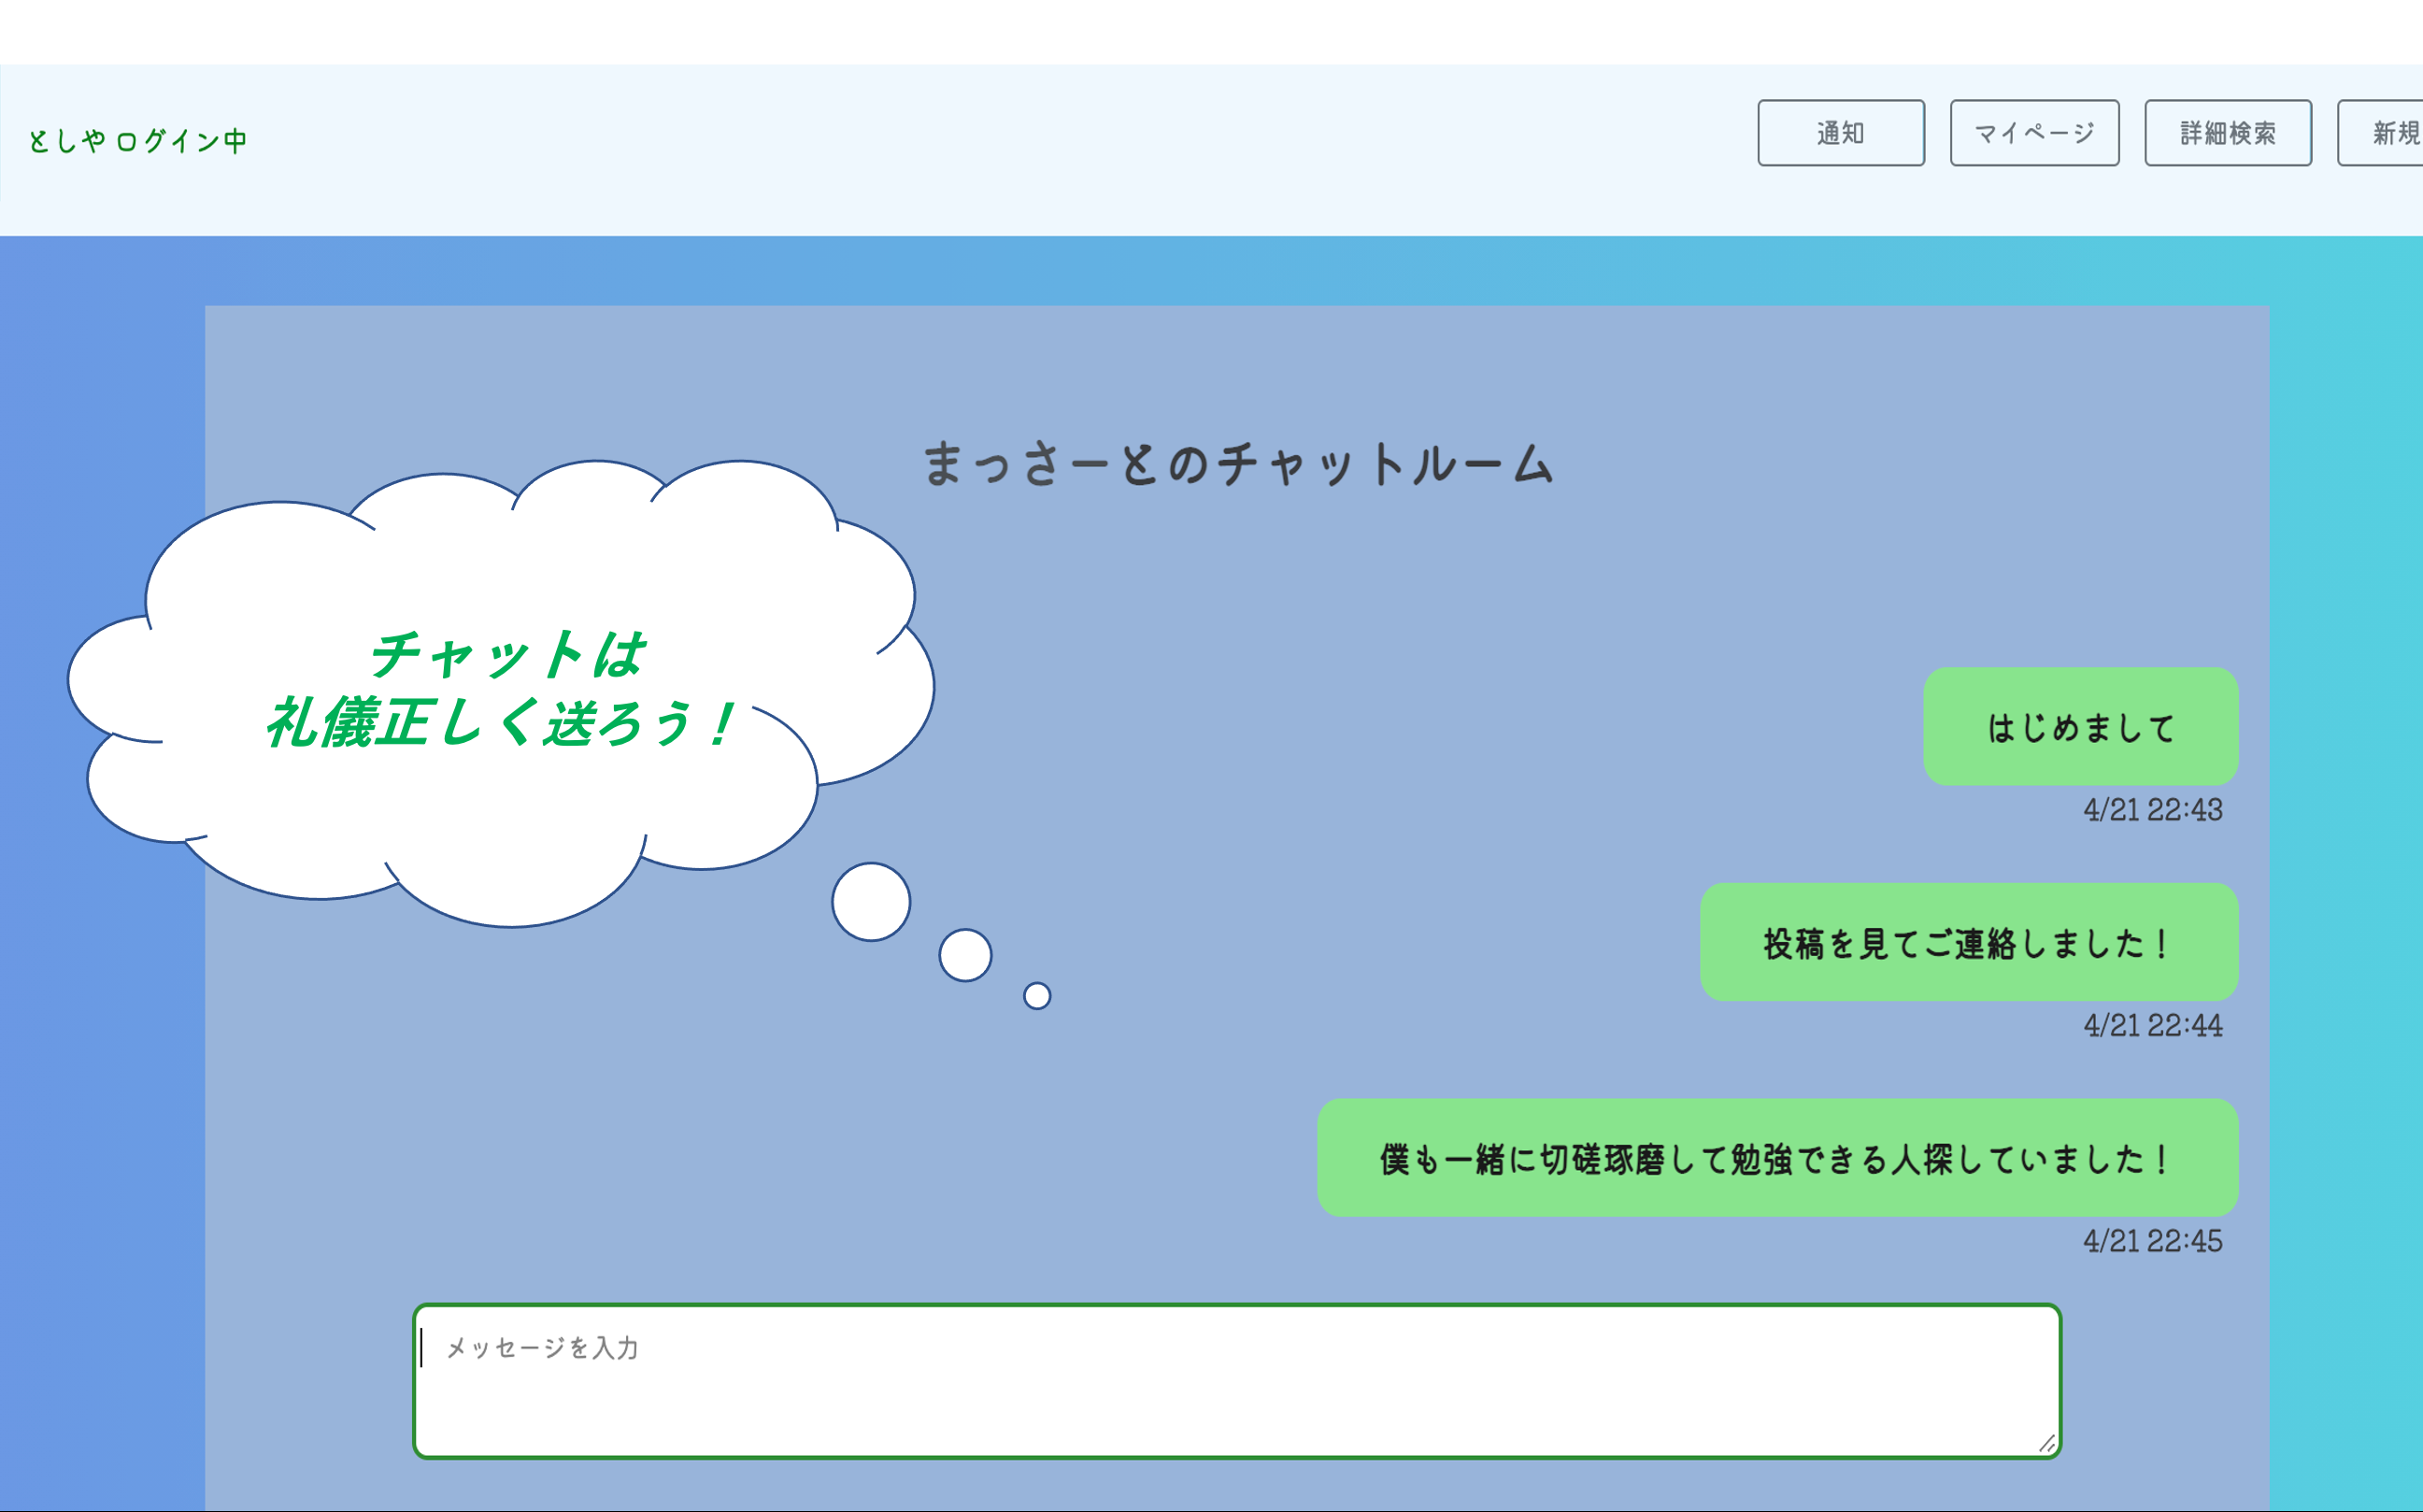 としや ログイン中
通知
マイページ
詳細検索
新規
まっさーとのチャットルーム
チャットは
礼儀正しく送ろう！
はじめまして
4/21 22:43
投稿を見てご連絡しました！
4/21 22:44
僕も一緒に切磋琢磨して勉強できる人探していました！
4/21 22:45
メッセージを入力